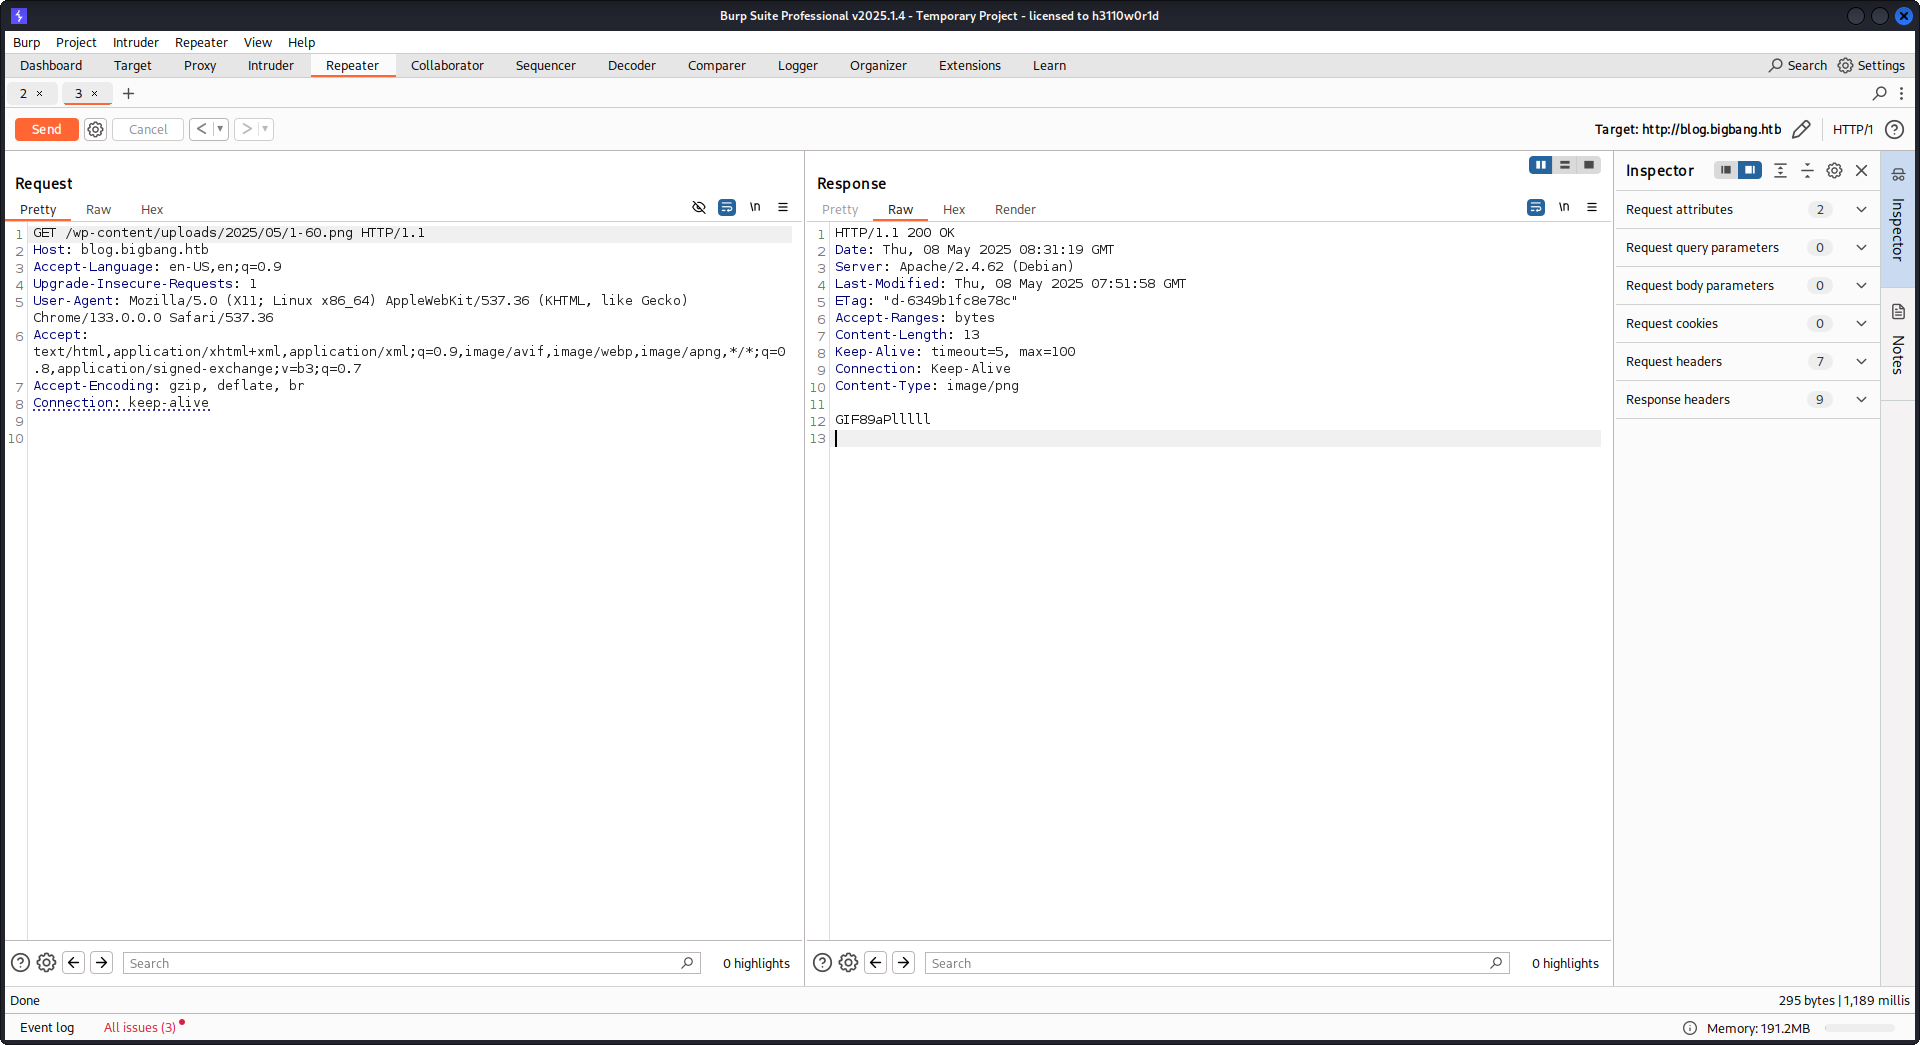 Burp Suite Professional v2025.1.4 - Temporary Project - licensed to h3110w0r1d
Burp Project Intruder Repeater View Help
Dashboard Target Proxy Intruder Repeater Collaborator Sequencer Decoder Comparer Logger Organizer Extensions Learn Search Settings
2 × 3 × +
Send Cancel < > Target: http://blog.bigbang.htb HTTP/1
Request
Pretty Raw Hex \n
1 GET /wp-content/uploads/2025/05/1-60.png HTTP/1.1
2 Host: blog.bigbang.htb
3 Accept-Language: en-US,en;q=0.9
4 Upgrade-Insecure-Requests: 1
5 User-Agent: Mozilla/5.0 (X11; Linux x86_64) AppleWebKit/537.36 (KHTML, like Gecko)
Chrome/133.0.0.0 Safari/537.36
6 Accept:
text/html,application/xhtml+xml,application/xml;q=0.9,image/avif,image/webp,image/apng,*/*;q=0
.8,application/signed-exchange;v=b3;q=0.7
7 Accept-Encoding: gzip, deflate, br
8 Connection: keep-alive
9
10
Search 0 highlights
Response
Pretty Raw Hex Render \n
1 HTTP/1.1 200 OK
2 Date: Thu, 08 May 2025 08:31:19 GMT
3 Server: Apache/2.4.62 (Debian)
4 Last-Modified: Thu, 08 May 2025 07:51:58 GMT
5 ETag: "d-6349b1fc8e78c"
6 Accept-Ranges: bytes
7 Content-Length: 13
8 Keep-Alive: timeout=5, max=100
9 Connection: Keep-Alive
10 Content-Type: image/png
11
12 GIF89aPlllll
13
Search 0 highlights
Inspector
Request attributes 2
Request query parameters 0
Request body parameters 0
Request cookies 0
Request headers 7
Response headers 9
Inspector
Notes
Done 295 bytes | 1,189 millis
Event log All issues (3) Memory: 191.2MB